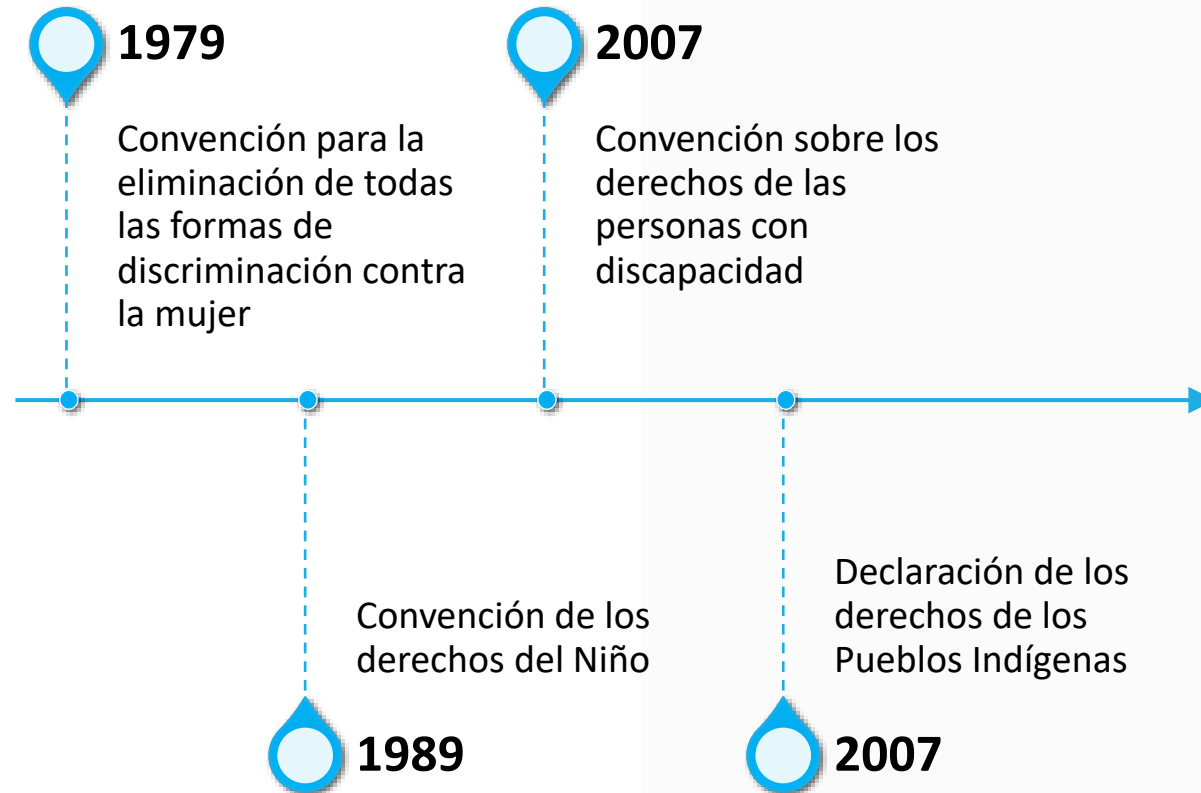 1979
Convención para la
eliminación de todas
las formas de
discriminación contra
la mujer
2007
Convención sobre los
derechos de las
personas con
discapacidad
Convención de los
derechos del Niño
1989
Declaración de los
derechos de los
Pueblos Indígenas
2007